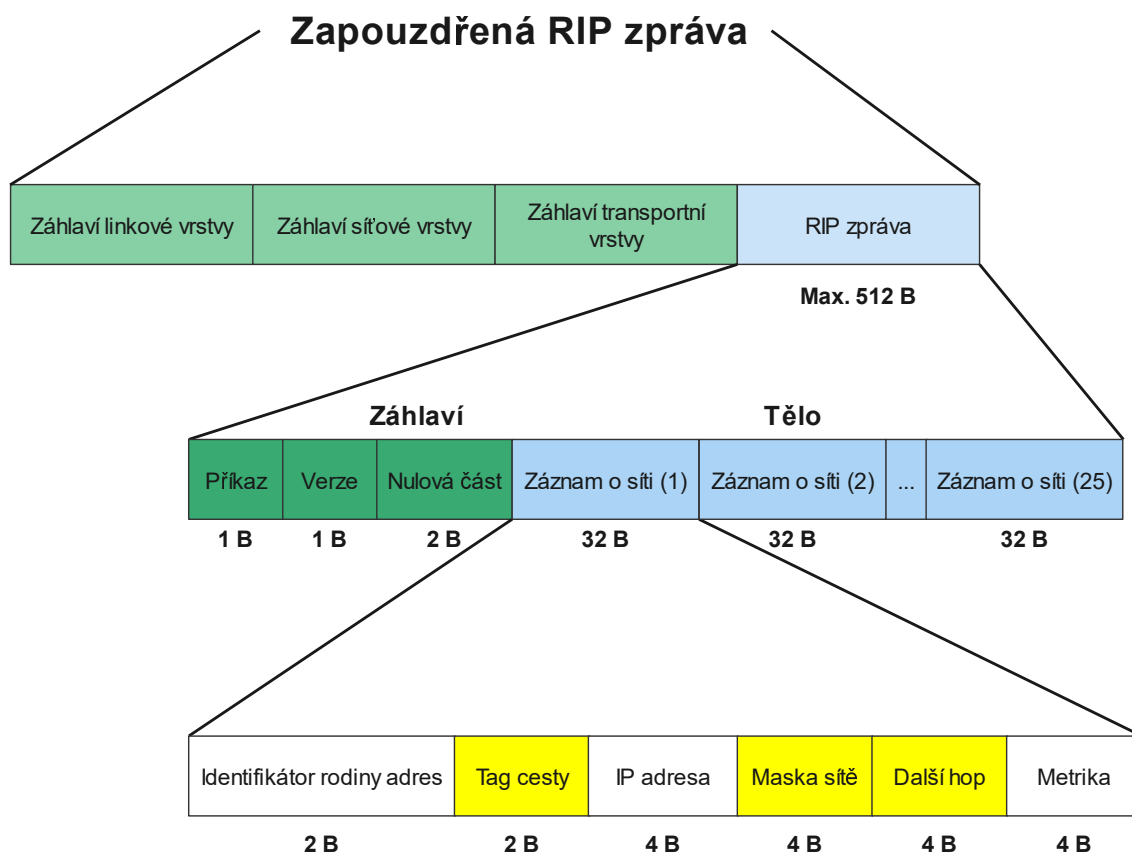 Zapouzdřená RIP zpráva
Záhlaví linkové vrstvy
Záhlaví síťové vrstvy
Záhlaví transportní
vrstvy
RIP zpráva
Max. 512 B
Záhlaví
Tělo
Příkaz
Verze
Nulová část
Záznam o síti (1)
Záznam o síti (2)
...
Záznam o síti (25)
1 B
1 B
2 B
32 B
32 B
32 B
Identifikátor rodiny adres
Tag cesty
IP adresa
Maska sítě
Další hop
Metrika
2 B
2 B
4 B
4 B
4 B
4 B